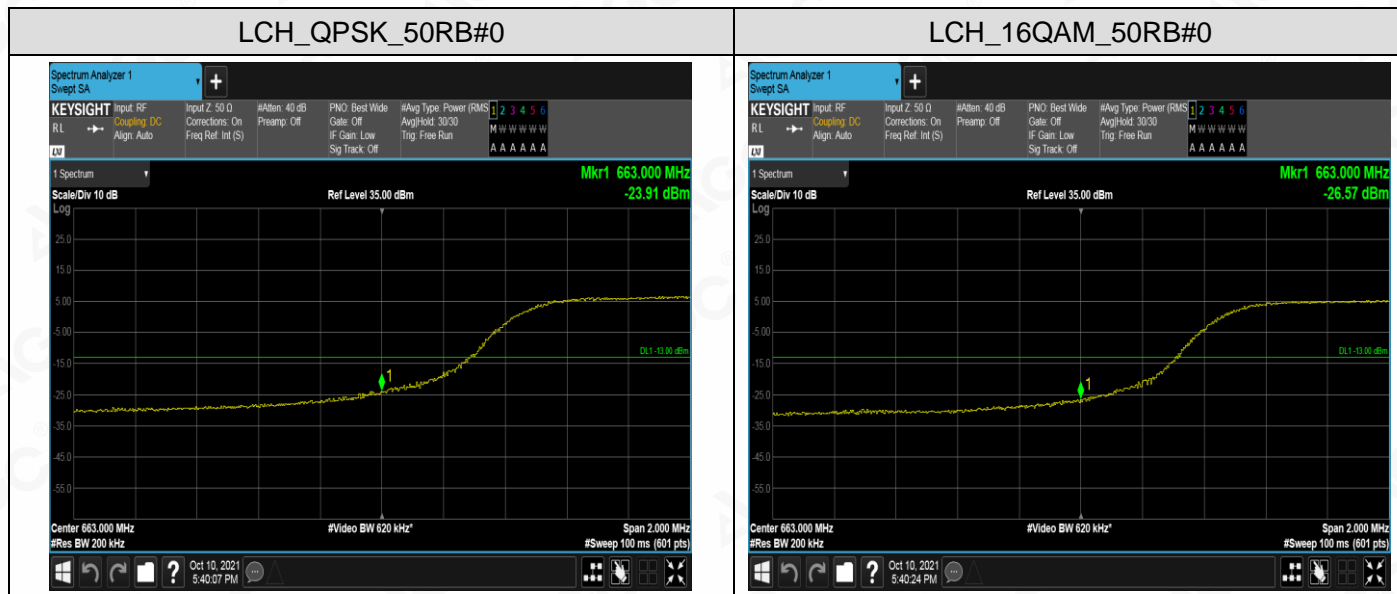 LCH_QPSK_50RB#0
Spectrum Analyzer 1
Swept SA
KEYSIGHT
RL
LXI
Input: RF
Coupling: DC
Align: Auto
Input Z: 50 Ω
Corrections: On
Freq Ref: Int (S)
#Atten: 40 dB
Preamp: Off
PNO: Best Wide
Gate: Off
IF Gain: Low
Sig Track: Off
#Avg Type: Power (RMS
Avg|Hold: 30/30
Trig: Free Run
1 2 3 4 5 6
M W W W W W
A A A A A A
1 Spectrum
Mkr1 663.000 MHz
Scale/Div 10 dB
Ref Level 35.00 dBm
-23.91 dBm
Log
25.0
15.0
5.00
-5.00
DL1 -13.00 dBm
-15.0
1
-25.0
-35.0
-45.0
-55.0
Center 663.000 MHz
#Video BW 620 kHz*
Span 2.000 MHz
#Res BW 200 kHz
#Sweep 100 ms (601 pts)
Oct 10, 2021
5:40:07 PM
LCH_16QAM_50RB#0
Spectrum Analyzer 1
Swept SA
KEYSIGHT
RL
LXI
Input: RF
Coupling: DC
Align: Auto
Input Z: 50 Ω
Corrections: On
Freq Ref: Int (S)
#Atten: 40 dB
Preamp: Off
PNO: Best Wide
Gate: Off
IF Gain: Low
Sig Track: Off
#Avg Type: Power (RMS
Avg|Hold: 30/30
Trig: Free Run
1 2 3 4 5 6
M W W W W W
A A A A A A
1 Spectrum
Mkr1 663.000 MHz
Scale/Div 10 dB
Ref Level 35.00 dBm
-26.57 dBm
Log
25.0
15.0
5.00
-5.00
DL1 -13.00 dBm
-15.0
1
-25.0
-35.0
-45.0
-55.0
Center 663.000 MHz
#Video BW 620 kHz*
Span 2.000 MHz
#Res BW 200 kHz
#Sweep 100 ms (601 pts)
Oct 10, 2021
5:40:24 PM